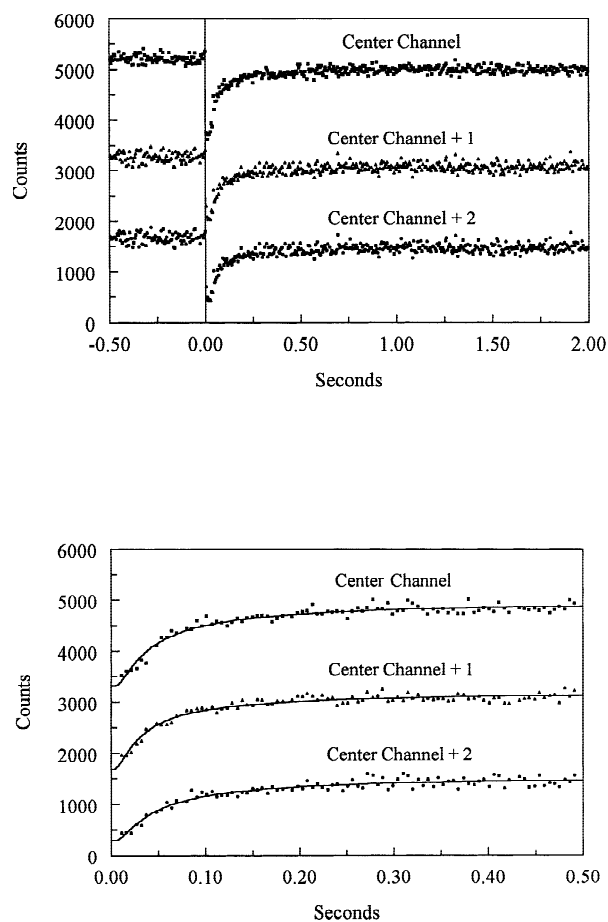 6000
5000
4000
3000
2000
1000
0
Counts
Center Channel
Center Channel + 1
Center Channel + 2
-0.50 0.00 0.50 1.00 1.50 2.00
Seconds
6000
5000
4000
3000
2000
1000
0
Counts
Center Channel
Center Channel + 1
Center Channel + 2
0.00 0.10 0.20 0.30 0.40 0.50
Seconds